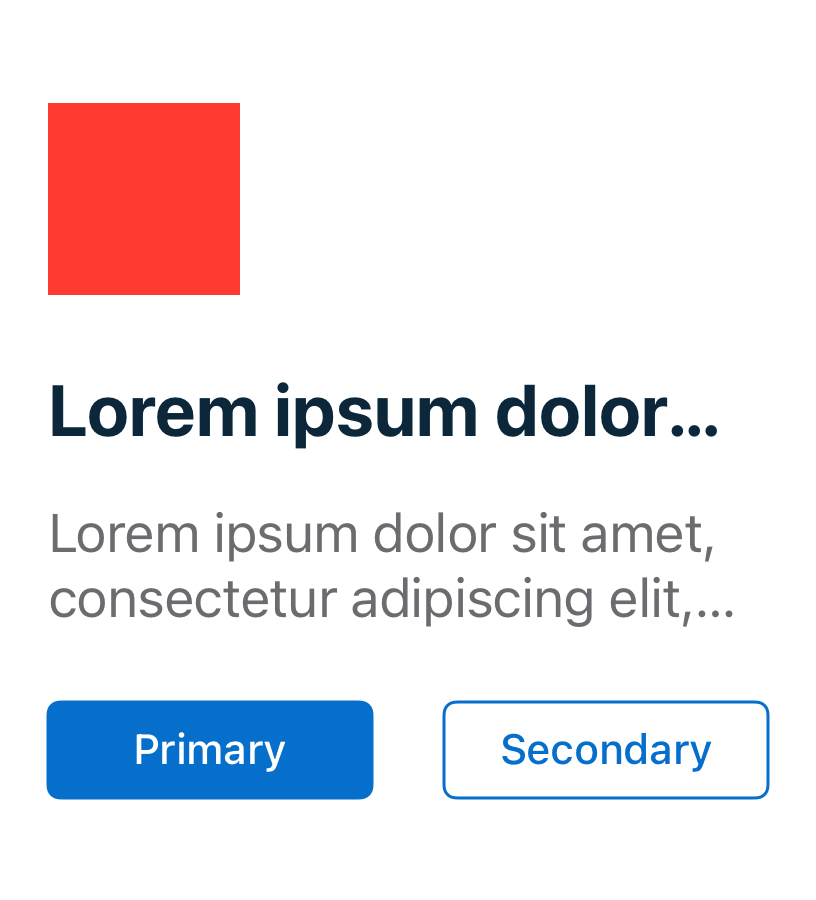 Lorem ipsum dolor...
Lorem ipsum dolor sit amet,
consectetur adipiscing elit,...
Primary
Secondary